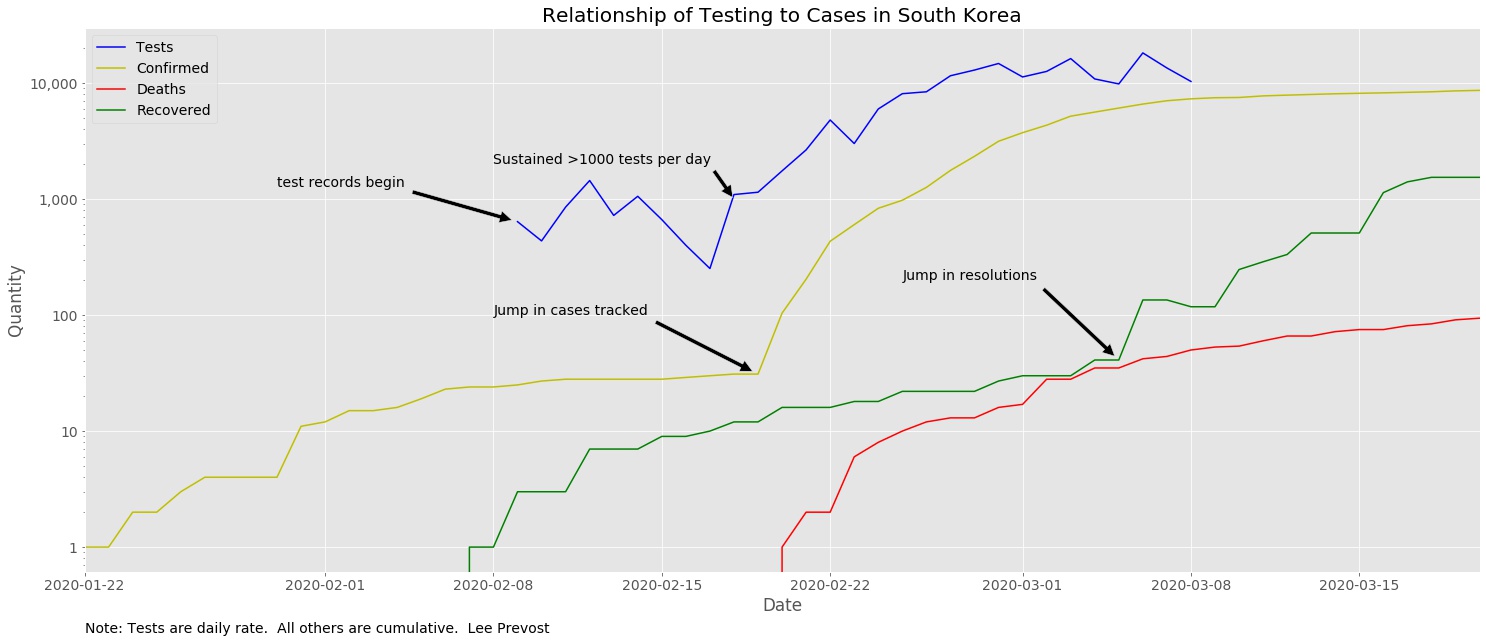 Relationship of Testing to Cases in South Korea
Tests
Confirmed
Deaths
Recovered
10,000
1,000
100
10
1
Quantity
test records begin
Sustained >1000 tests per day
Jump in cases tracked
Jump in resolutions
2020-01-22
2020-02-01
2020-02-08
2020-02-15
2020-02-22
2020-03-01
2020-03-08
2020-03-15
Date
Note: Tests are daily rate.  All others are cumulative.  Lee Prevost